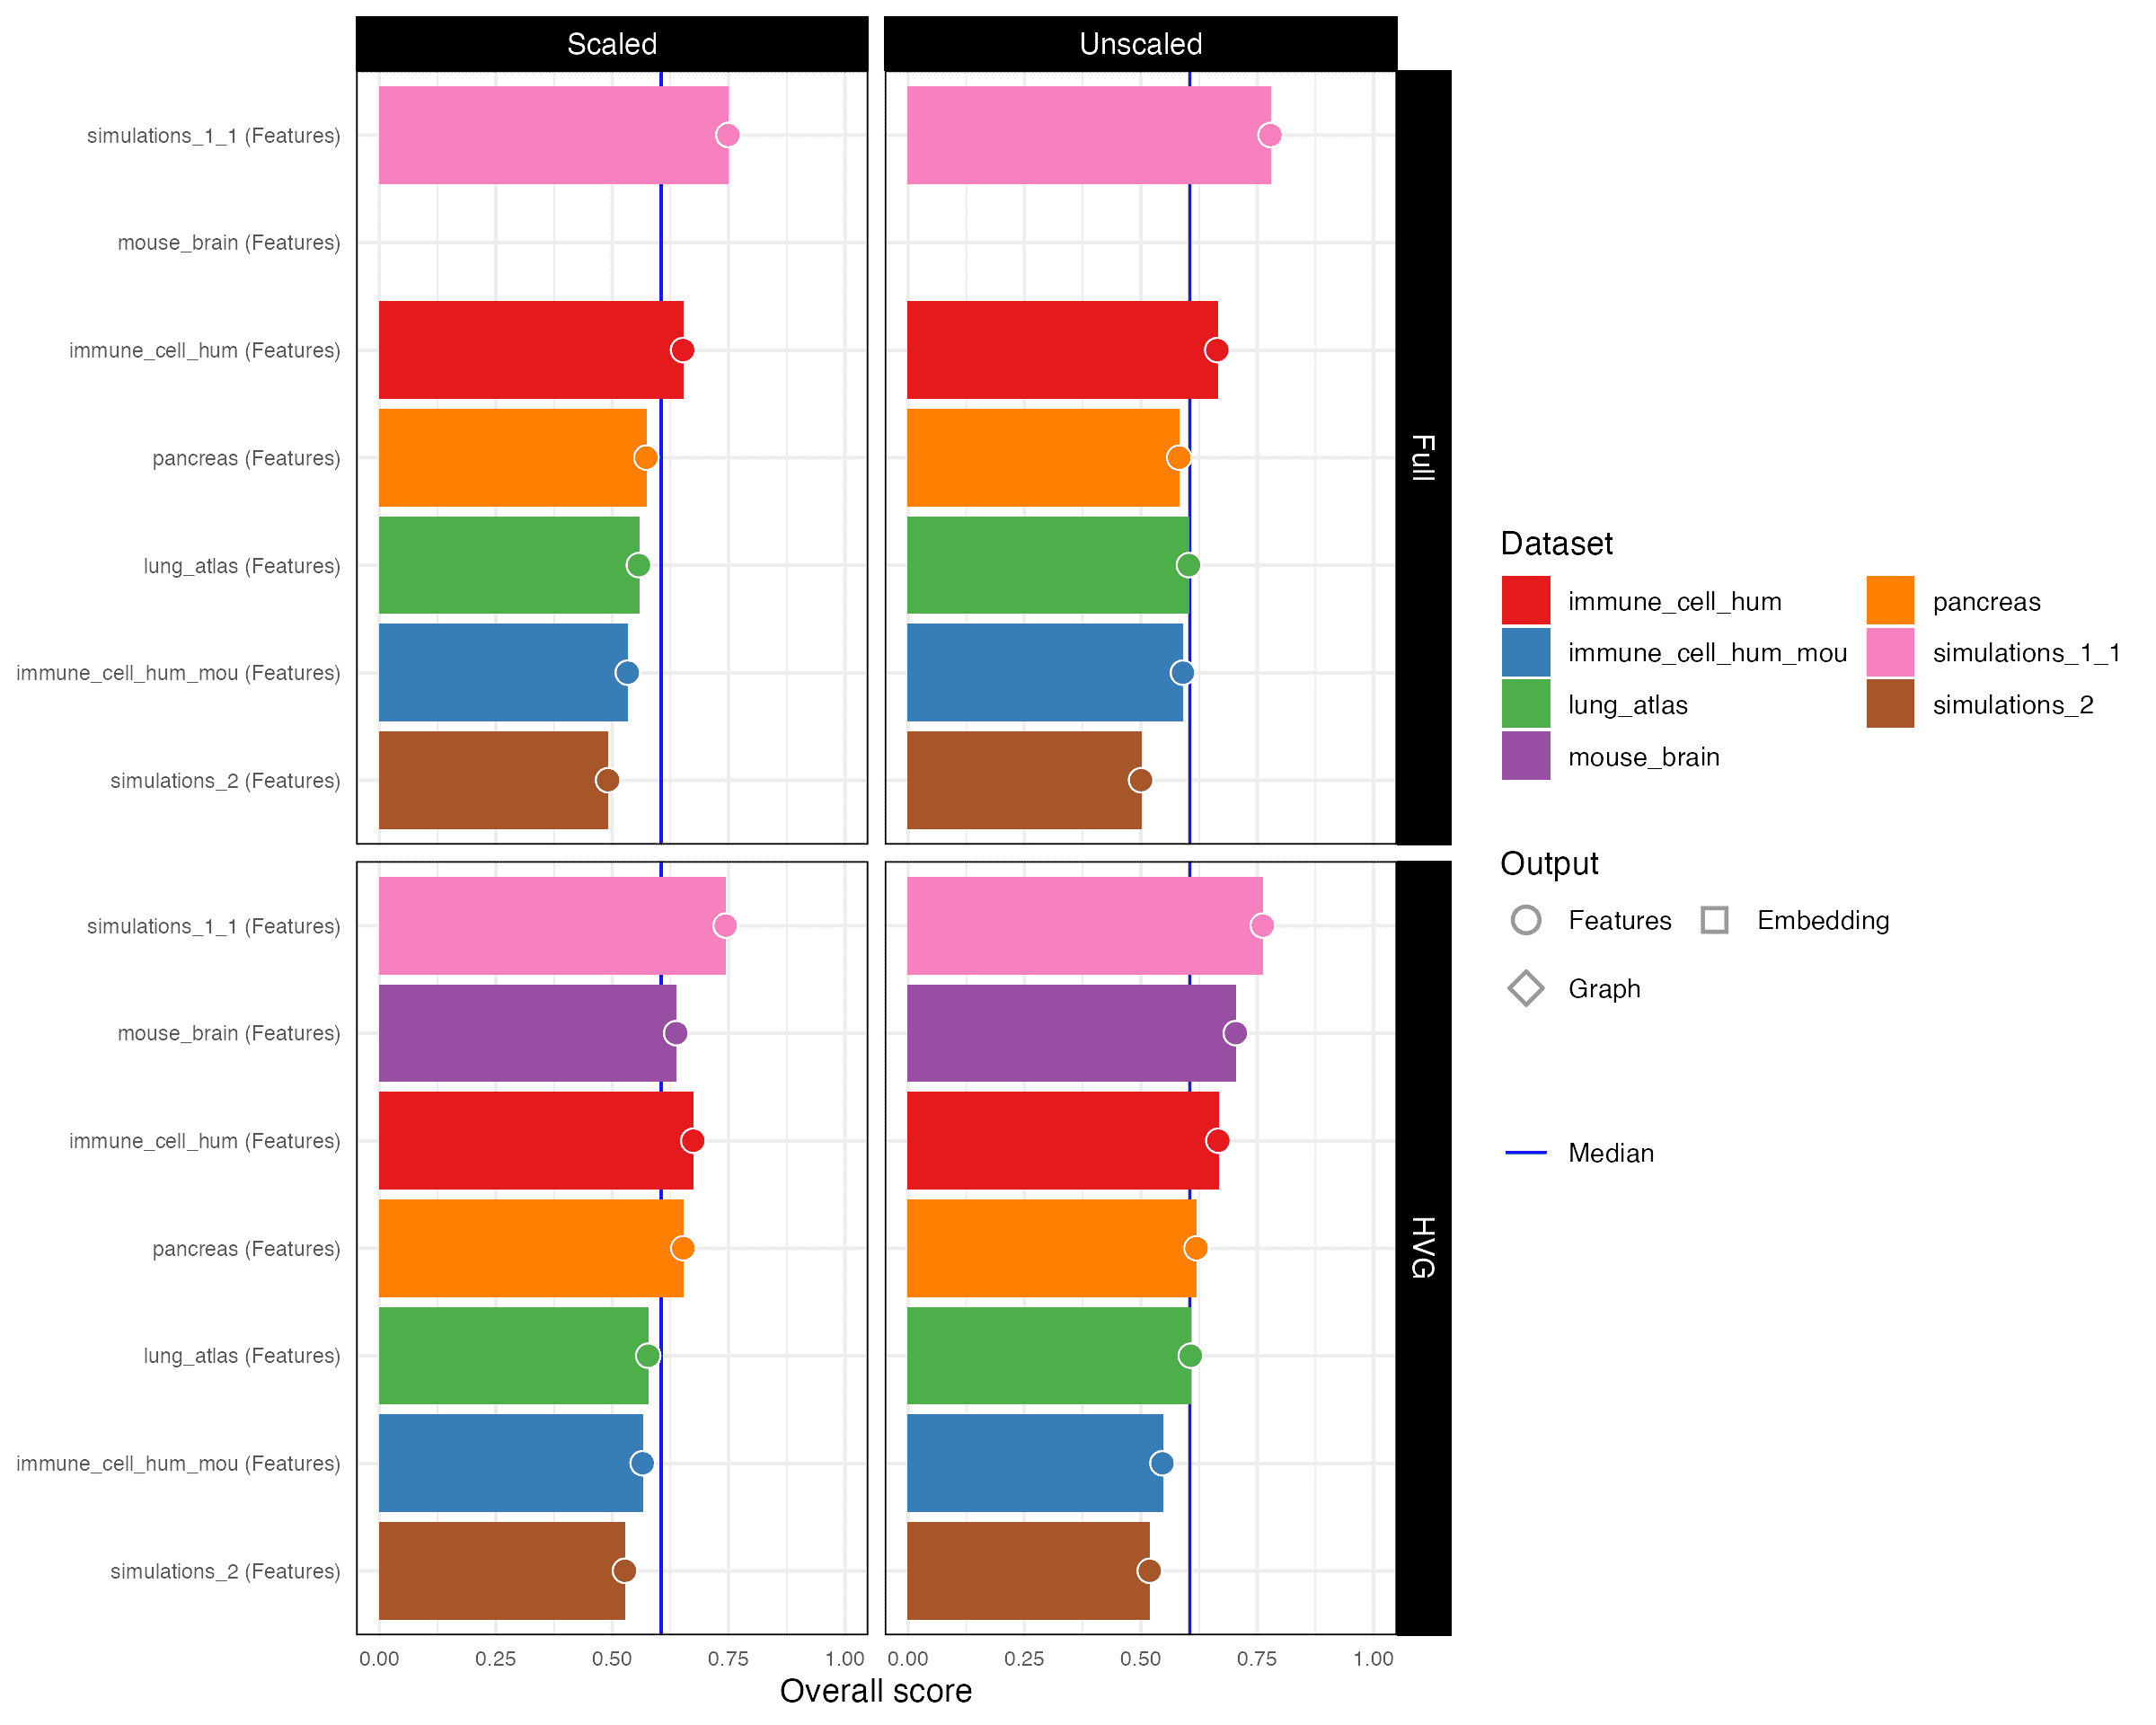 Scaled
Unscaled
simulations_1_1 (Features)
mouse_brain (Features)
immune_cell_hum (Features)
pancreas (Features)
lung_atlas (Features)
immune_cell_hum_mou (Features)
simulations_2 (Features)
Full
simulations_1_1 (Features)
mouse_brain (Features)
immune_cell_hum (Features)
pancreas (Features)
lung_atlas (Features)
immune_cell_hum_mou (Features)
simulations_2 (Features)
HVG
0.00 0.25 0.50 0.75 1.00
0.00 0.25 0.50 0.75 1.00
Overall score
Dataset
immune_cell_hum
immune_cell_hum_mou
lung_atlas
mouse_brain
pancreas
simulations_1_1
simulations_2
Output
Features
Embedding
Graph
Median